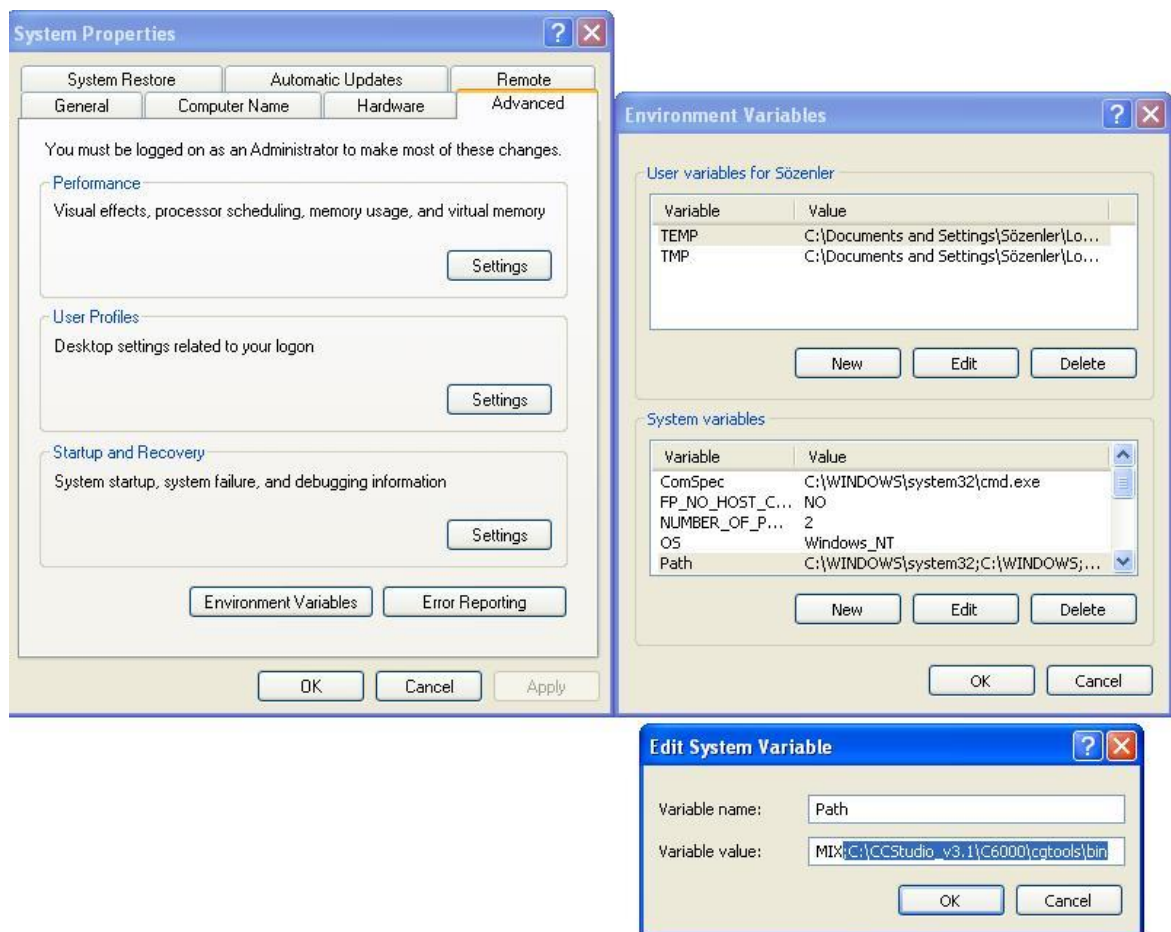 System Properties
System Restore Automatic Updates Remote
General Computer Name Hardware Advanced
You must be logged on as an Administrator to make most of these changes.
Performance
Visual effects, processor scheduling, memory usage, and virtual memory
Settings
User Profiles
Desktop settings related to your logon
Settings
Startup and Recovery
System startup, system failure, and debugging information
Settings
Environment Variables Error Reporting
OK Cancel Apply
Environment Variables
User variables for Sözenler
Variable Value
TEMP C:\Documents and Settings\Sözenler\Lo...
TMP C:\Documents and Settings\Sözenler\Lo...
New Edit Delete
System variables
Variable Value
ComSpec C:\WINDOWS\system32\cmd.exe
FP_NO_HOST_C... NO
NUMBER_OF_P... 2
OS Windows_NT
Path C:\WINDOWS\system32;C:\WINDOWS;...
New Edit Delete
OK Cancel
Edit System Variable
Variable name: Path
Variable value: MIX;C:\CCStudio_v3.1\C6000\cgtools\bin
OK Cancel